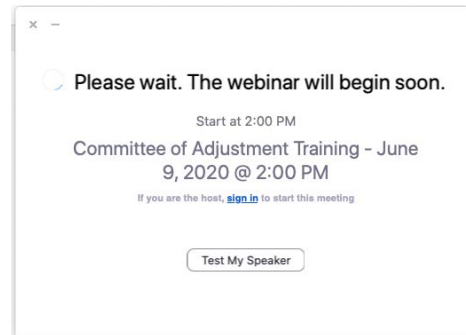 Please wait. The webinar will begin soon.
Start at 2:00 PM
Committee of Adjustment Training - June
9, 2020 @ 2:00 PM
If you are the host, sign in to start this meeting
Test My Speaker